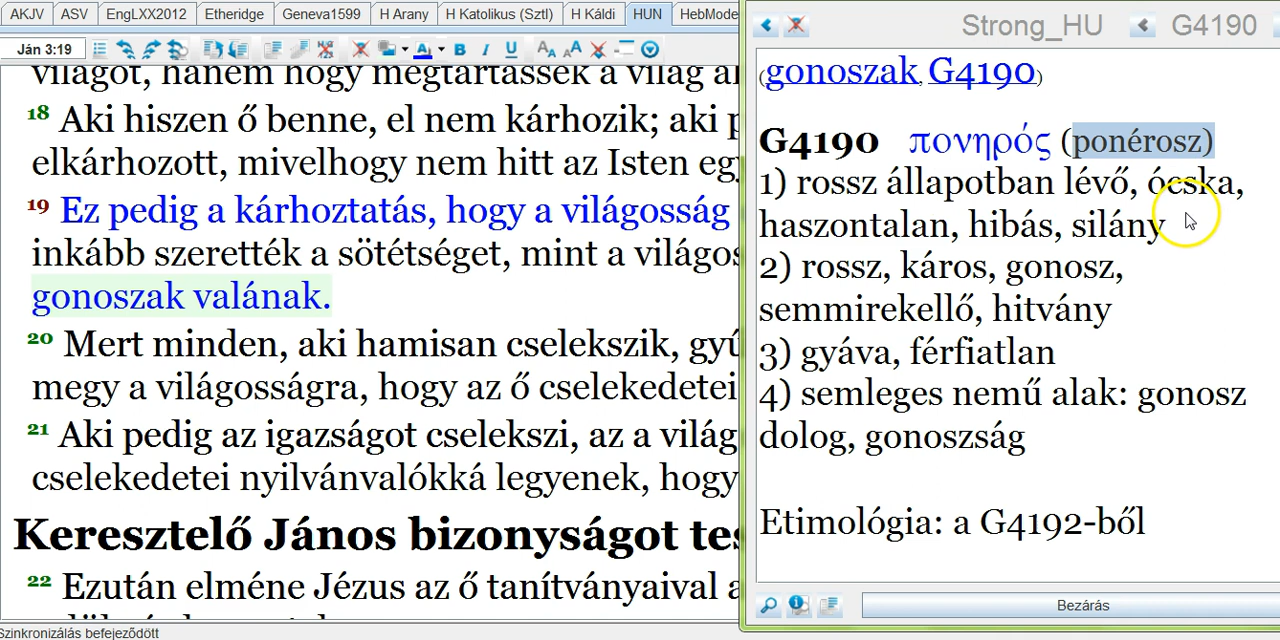 AKJV ASV EngLXX2012 Etheridge Geneva1599 H Arany H Katolikus (Sztl) H Káldi HUN HebMode
Ján 3:19
világot, hanem hogy megtartassék a világ
18 Aki hiszen ő benne, el nem kárhozik; aki
elkárhozott, mivelhogy nem hitt az Isten
19 Ez pedig a kárhoztatás, hogy a világosság
inkább szerették a sötétséget, mint a
gonoszak valának.
20 Mert minden, aki hamisan cselekszik,
megy a világosságra, hogy az ő cselekedetei
21 Aki pedig az igazságot cselekszi, az a
cselekedetei nyilvánvalókká legyenek, hogy
Keresztelő János bizonyságot
22 Ezután elméne Jézus az ő tanítványaival a
Szinkronizálás befejeződött
Strong_HU G4190
(gonoszak, G4190)
G4190 πονηρός (ponérosz)
1) rossz állapotban lévő, ócska,
haszontalan, hibás, silány
2) rossz, káros, gonosz,
semmirekellő, hitvány
3) gyáva, férfiatlan
4) semleges nemű alak: gonosz
dolog, gonoszság
Etimológia: a G4192-ből
Bezárás